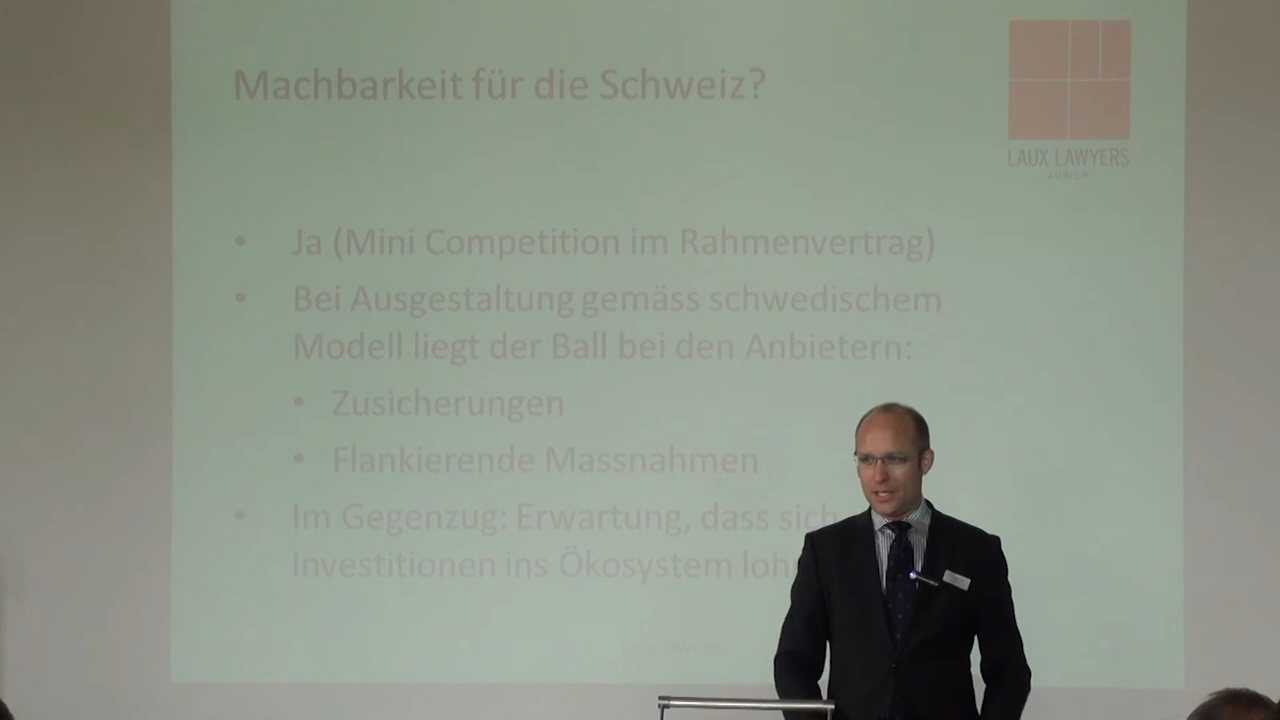 Machbarkeit für die Schweiz?
LAUX LAWYERS
ZURICH
• Ja (Mini Competition im Rahmenvertrag)
• Bei Ausgestaltung gemäss schwedischem
Modell liegt der Ball bei den Anbietern:
• Zusicherungen
• Flankierende Massnahmen
• Im Gegenzug: Erwartung, dass sich
Investitionen ins Ökosystem loh